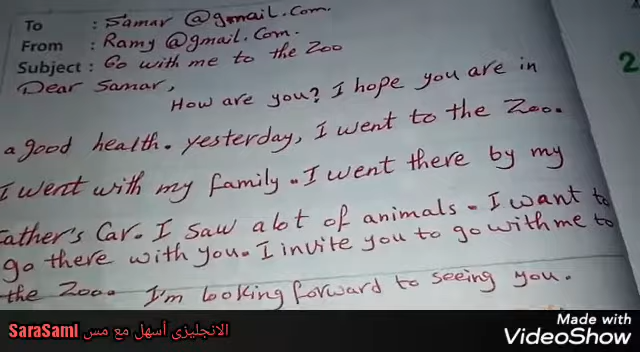 To : Samar @gmail.Com.
From : Ramy @gmail.Com.
Subject : Go with me to the Zoo
Dear Samar,
How are you? I hope you are in
a good health. yesterday, I went to the Zoo.
I went with my family. I went there by my
Father's Car. I saw a lot of animals. I want to
go there with you. I invite you to go with me to
the Zoo. I'm looking forward to seeing you.
2
SaraSamI الانجليزى أسهل مع مس
Made with
VideoShow